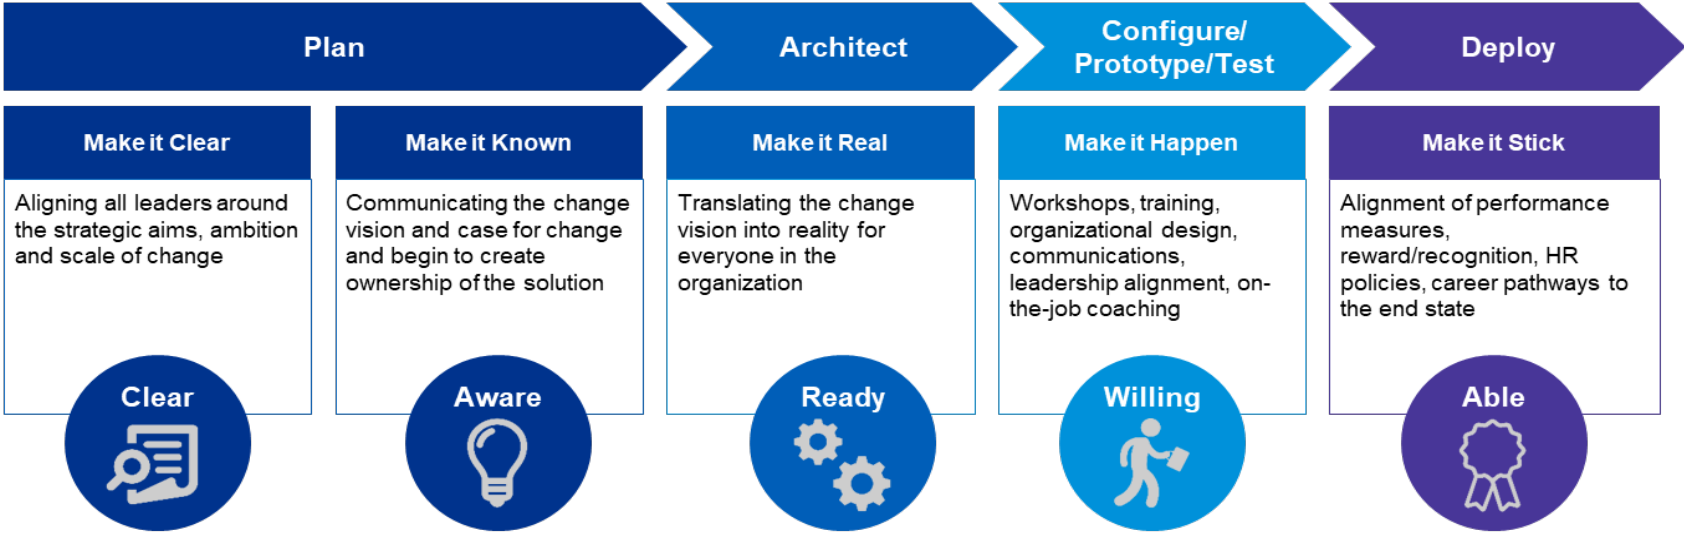 Plan
Architect
Configure/
Prototype/Test
Deploy
Make it Clear
Aligning all leaders around
the strategic aims, ambition
and scale of change
Clear
Make it Known
Communicating the change
vision and case for change
and begin to create
ownership of the solution
Aware
Make it Real
Translating the change
vision into reality for
everyone in the
organization
Ready
Make it Happen
Workshops, training,
organizational design,
communications,
leadership alignment, on-
the-job coaching
Willing
Make it Stick
Alignment of performance
measures,
reward/recognition, HR
policies, career pathways to
the end state
Able